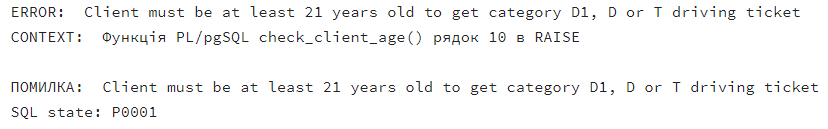 ERROR:  Client must be at least 21 years old to get category D1, D or T driving ticket
CONTEXT:  Функція PL/pgSQL check_client_age() рядок 10 в RAISE
ПОМИЛКА:  Client must be at least 21 years old to get category D1, D or T driving ticket
SQL state: P0001